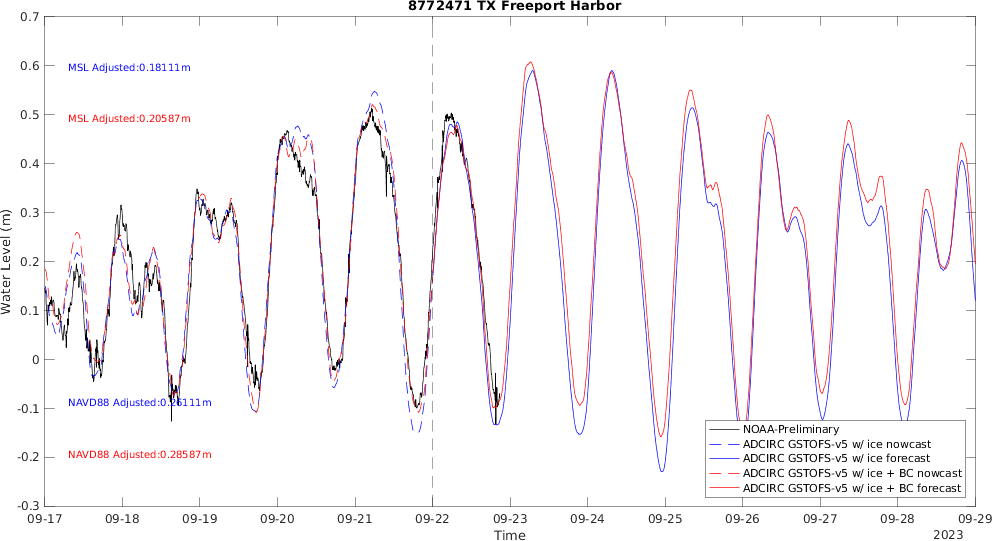 8772471 TX Freeport Harbor
0.7
0.6
0.5
0.4
0.3
0.2
0.1
0
-0.1
-0.2
-0.3
Water Level (m)
MSL Adjusted:0.18111m
MSL Adjusted:0.20587m
NAVD88 Adjusted:0.26111m
NAVD88 Adjusted:0.28587m
NOAA-Preliminary
ADCIRC GSTOFS-v5 w/ ice nowcast
ADCIRC GSTOFS-v5 w/ ice forecast
ADCIRC GSTOFS-v5 w/ ice + BC nowcast
ADCIRC GSTOFS-v5 w/ ice + BC forecast
09-17 09-18 09-19 09-20 09-21 09-22 09-23 09-24 09-25 09-26 09-27 09-28 09-29
Time
2023